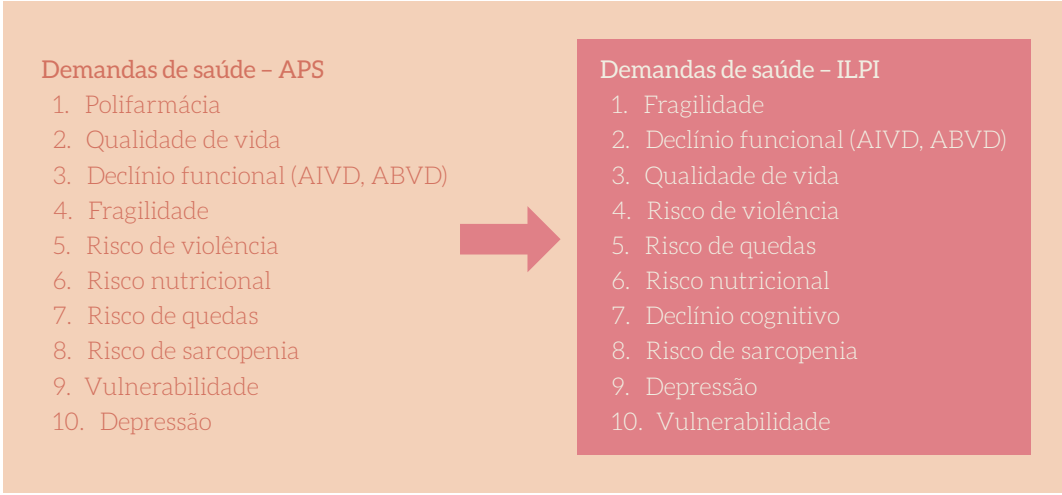 Demandas de saúde – APS
1. Polifarmácia
2. Qualidade de vida
3. Declínio funcional (AIVD, ABVD)
4. Fragilidade
5. Risco de violência
6. Risco nutricional
7. Risco de quedas
8. Risco de sarcopenia
9. Vulnerabilidade
10. Depressão
Demandas de saúde – ILPI
1. Fragilidade
2. Declínio funcional (AIVD, ABVD)
3. Qualidade de vida
4. Risco de violência
5. Risco de quedas
6. Risco nutricional
7. Declínio cognitivo
8. Risco de sarcopenia
9. Depressão
10. Vulnerabilidade